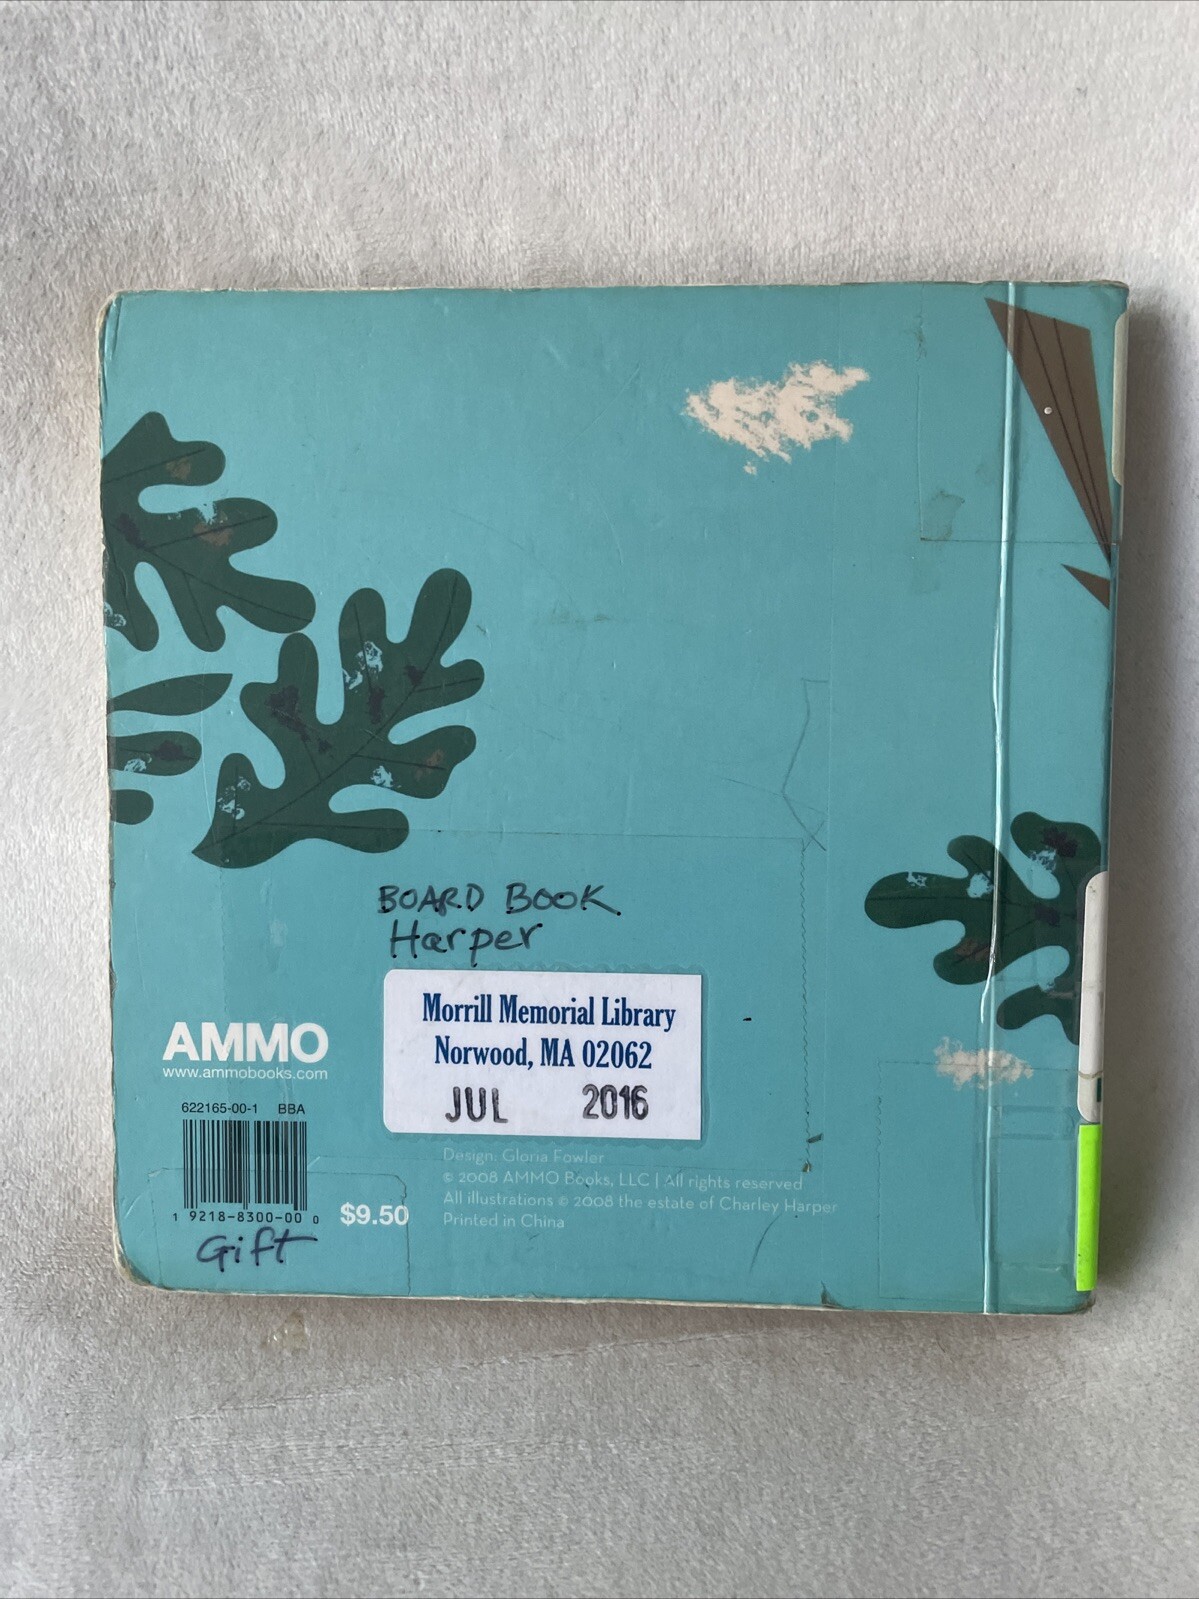 BOARD BOOK
Harper
Morrill Memorial Library
Norwood, MA 02062
JUL 2016
AMMO
www.ammobooks.com
622165-00-1 BBA
1 9218-8300-00 0
$9.50
Gift
Design: Gloria Fowler
© 2008 AMMO Books, LLC | All rights reserved
All illustrations © 2008 the estate of Charley Harper
Printed in China